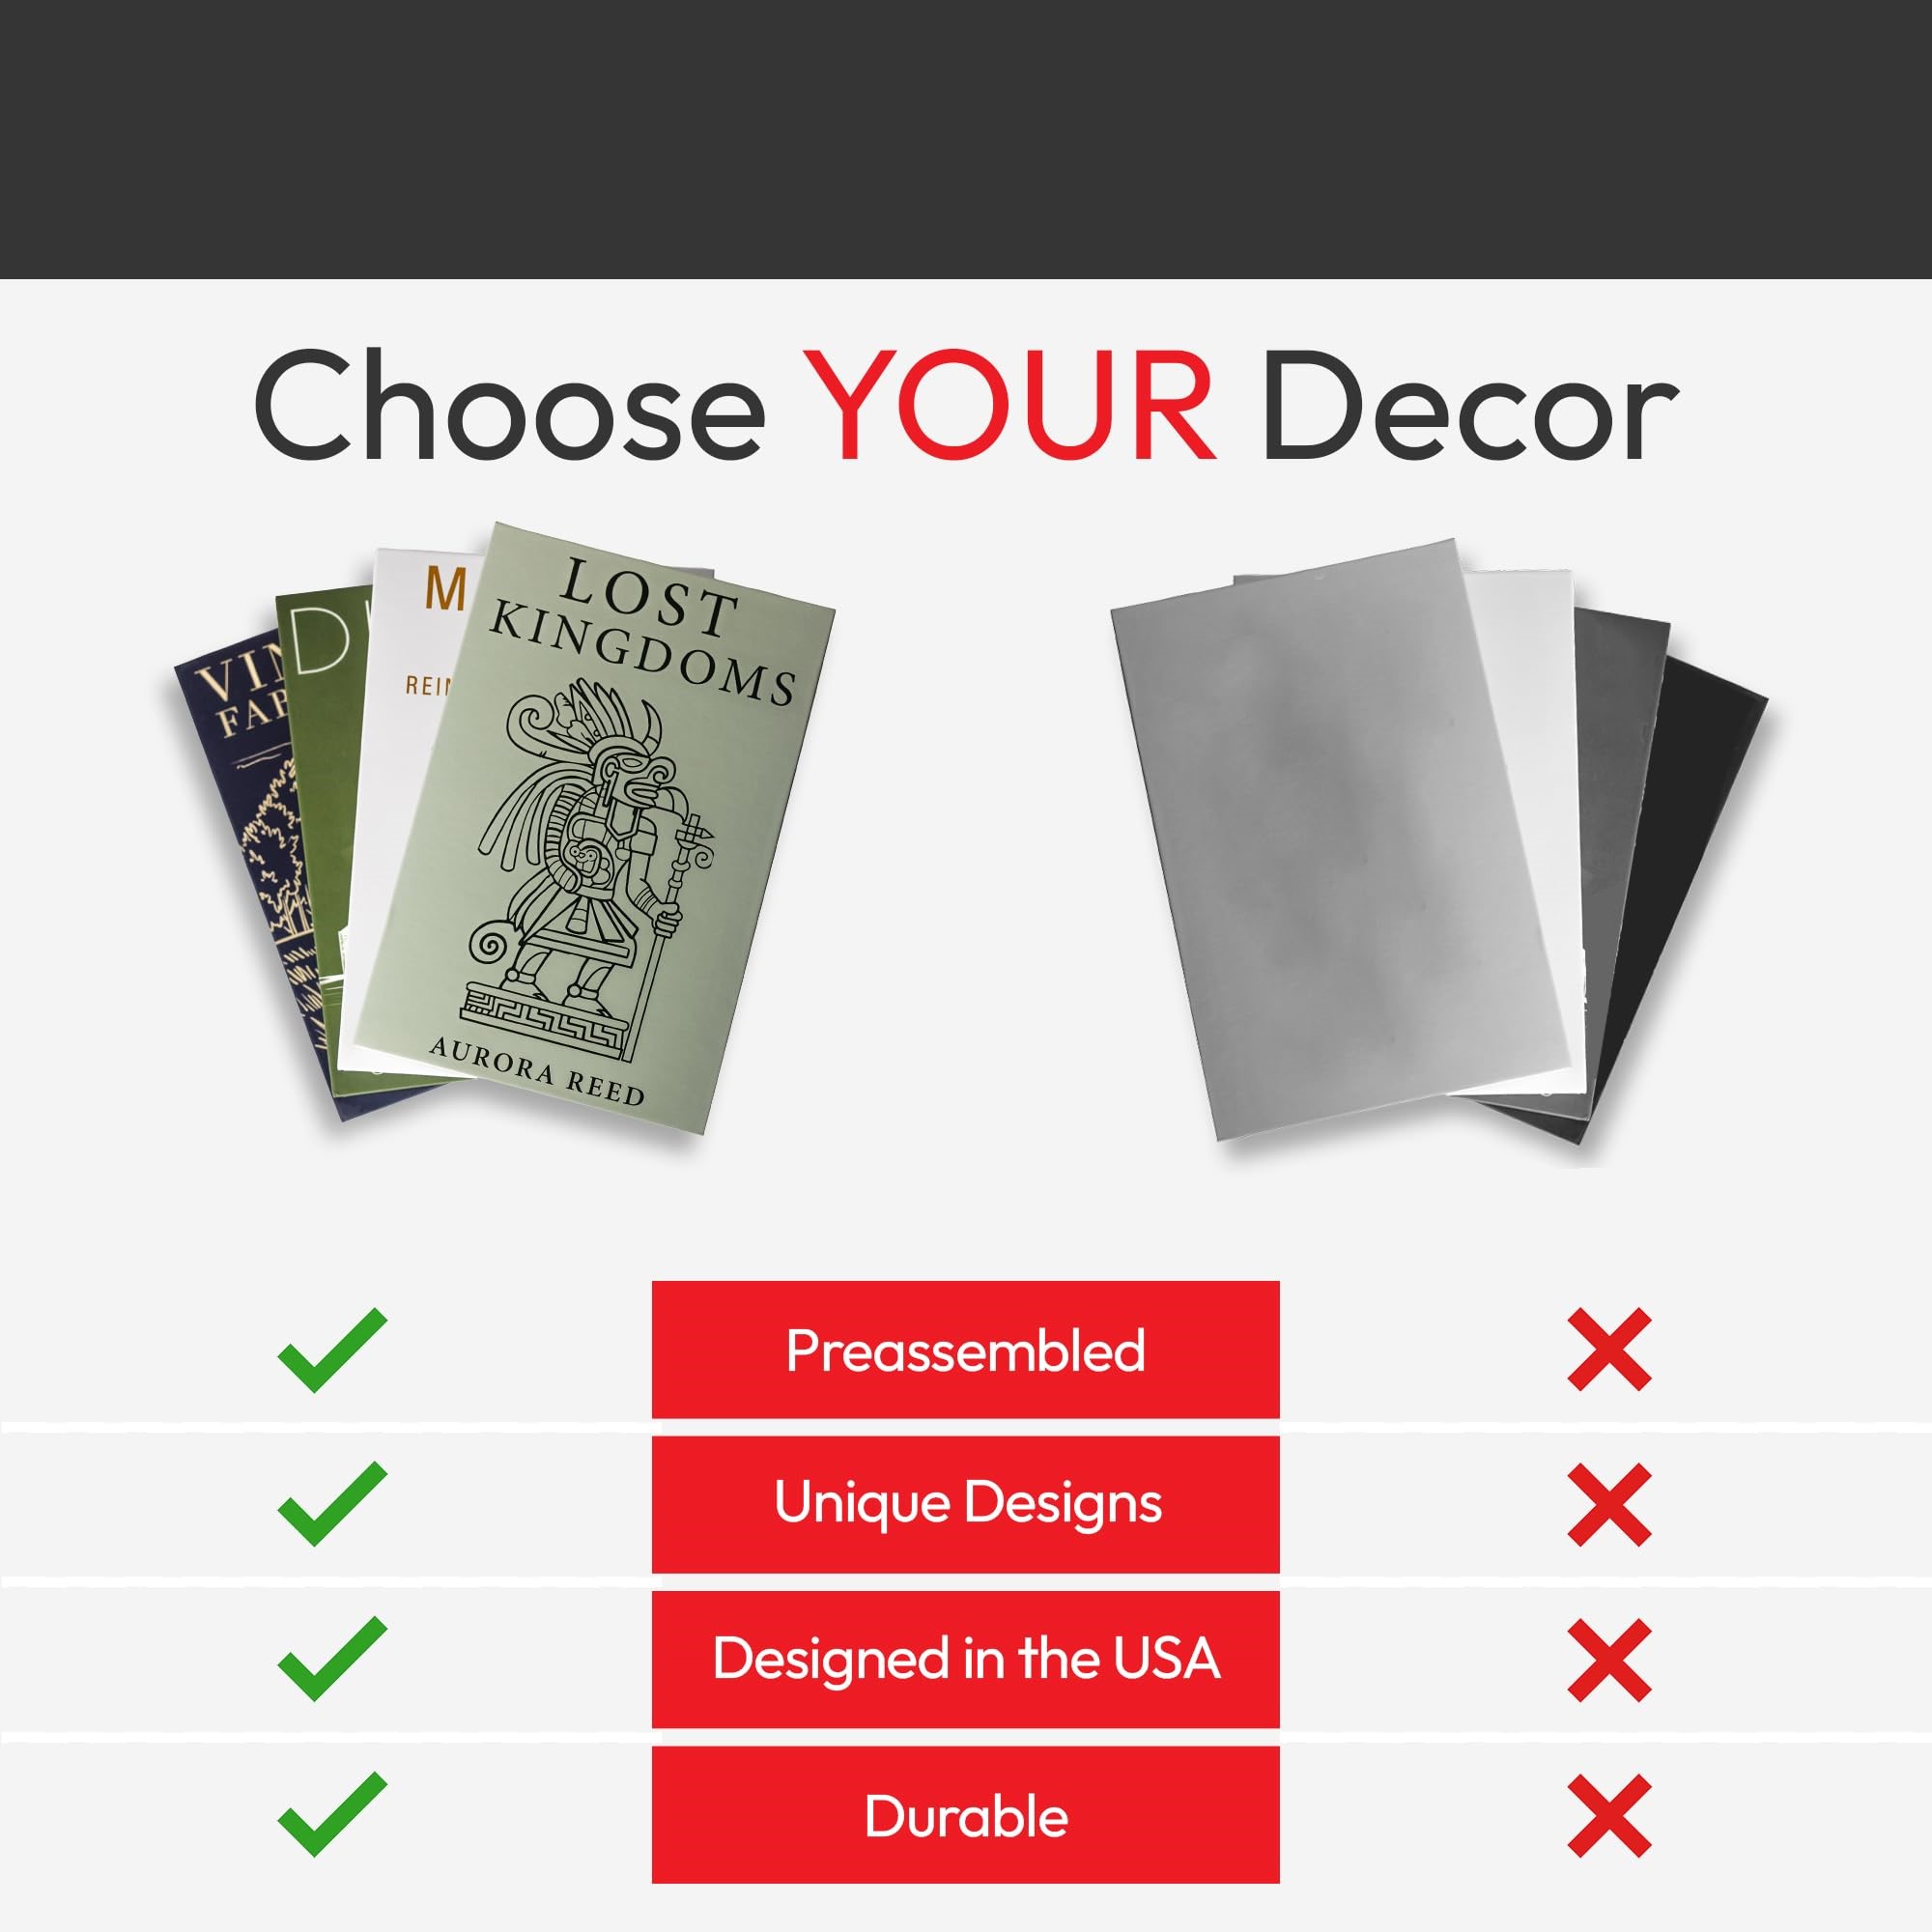 Choose YOUR Decor
LOST
KINGDOMS
AURORA REED
M
D
Preassembled
Unique Designs
Designed in the USA
Durable